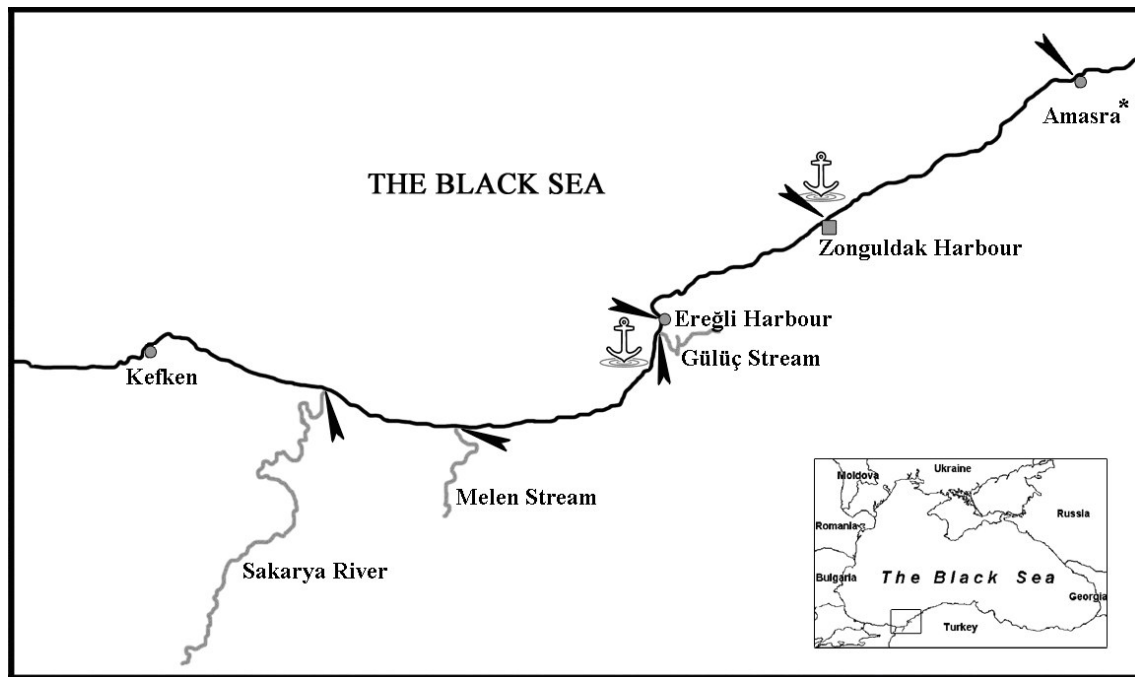 Amasra*
THE BLACK SEA
Zonguldak Harbour
Ereğli Harbour
Gülüç Stream
Kefken
Melen Stream
Sakarya River
Ukraine
Moldova
Russia
Romania
Bulgaria
The Black Sea
Georgia
Turkey